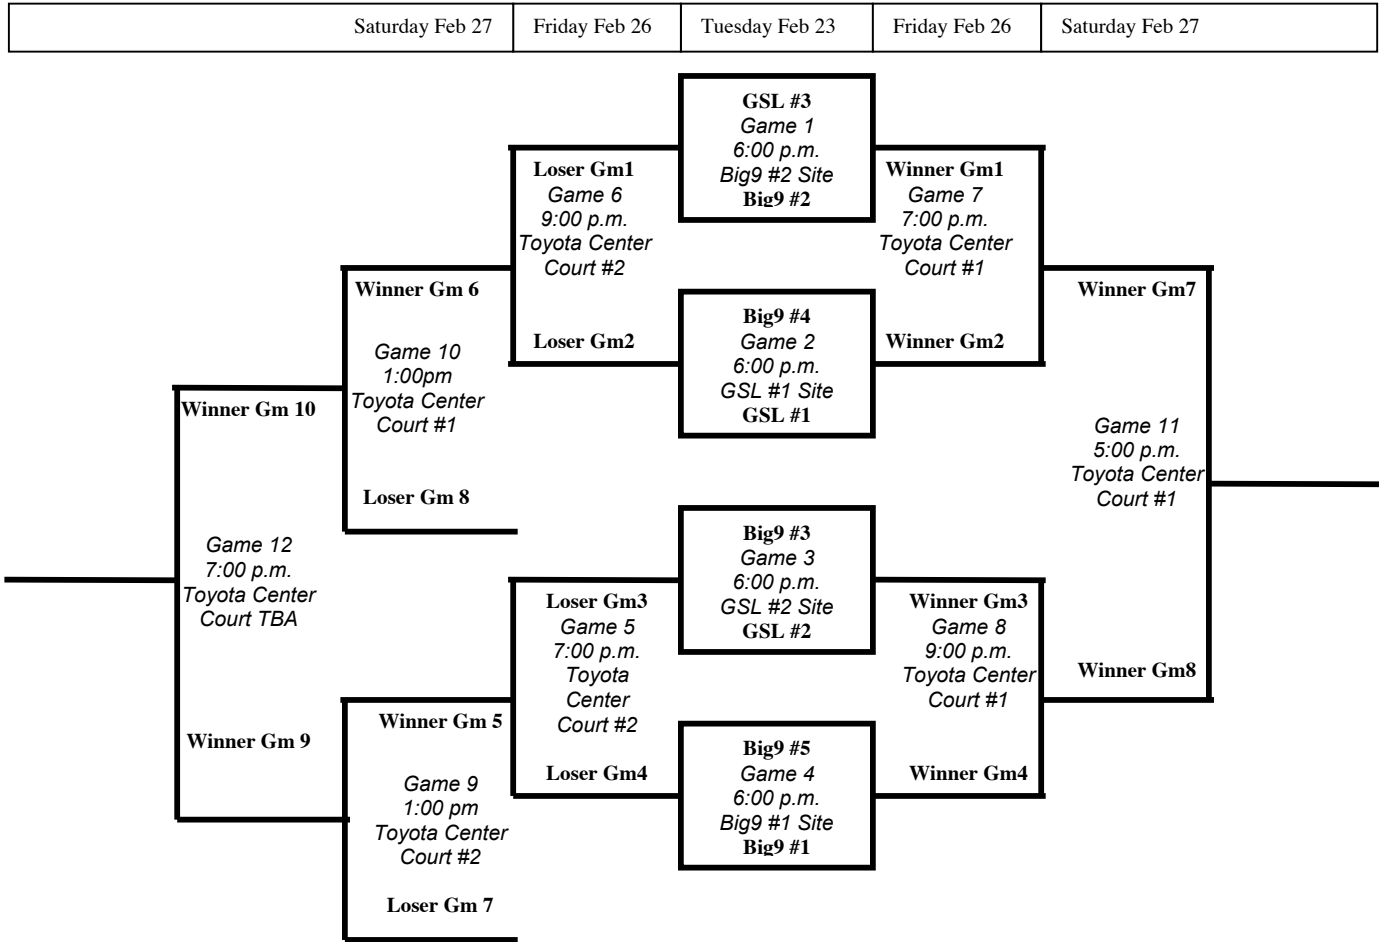 Saturday Feb 27
Friday Feb 26
Tuesday Feb 23
Friday Feb 26
Saturday Feb 27
GSL #3
Game 1
6:00 p.m.
Big9 #2 Site
Big9 #2
Loser Gm1
Game 6
9:00 p.m.
Toyota Center
Court #2
Loser Gm2
Winner Gm1
Game 7
7:00 p.m.
Toyota Center
Court #1
Winner Gm2
Big9 #4
Game 2
6:00 p.m.
GSL #1 Site
GSL #1
Winner Gm 6
Game 10
1:00pm
Toyota Center
Court #1
Loser Gm 8
Winner Gm7
Game 11
5:00 p.m.
Toyota Center
Court #1
Winner Gm8
Winner Gm 10
Game 12
7:00 p.m.
Toyota Center
Court TBA
Winner Gm 9
Big9 #3
Game 3
6:00 p.m.
GSL #2 Site
GSL #2
Loser Gm3
Game 5
7:00 p.m.
Toyota
Center
Court #2
Loser Gm4
Winner Gm3
Game 8
9:00 p.m.
Toyota Center
Court #1
Winner Gm4
Big9 #5
Game 4
6:00 p.m.
Big9 #1 Site
Big9 #1
Winner Gm 5
Game 9
1:00 pm
Toyota Center
Court #2
Loser Gm 7